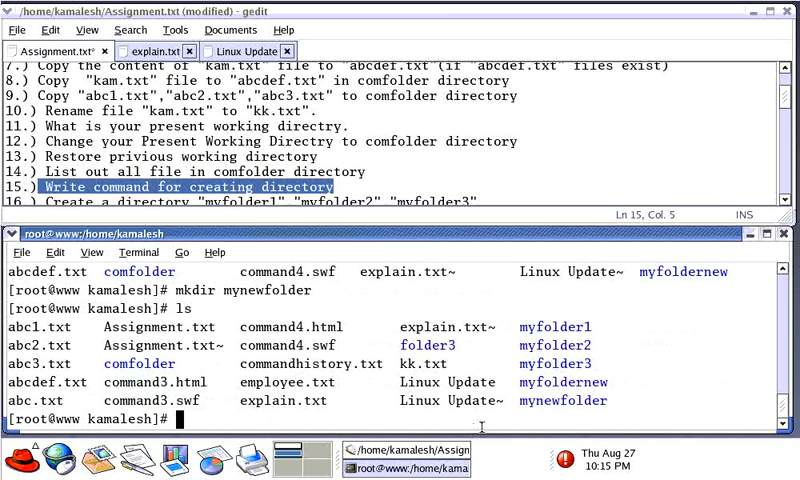 /home/kamalesh/Assignment.txt (modified) - gedit
File Edit View Search Tools Documents Help
Assignment.txt* × explain.txt × Linux Update ×
7.) Copy the content of "kam.txt" file to "abcdef.txt"(if "abcdef.txt" files exist)
8.) Copy "kam.txt" file to "abcdef.txt" in comfolder directory
9.) Copy "abc1.txt","abc2.txt","abc3.txt" to comfolder directory
10.) Rename file "kam.txt" to "kk.txt".
11.) What is your present working directry.
12.) Change your Present Working Directry to comfolder directory
13.) Restore privious working directory
14.) List out all file in comfolder directory
15.) Write command for creating directory
16.) Create a directory "myfolder1","myfolder2","myfolder3"
Ln 15, Col. 5 INS
root@www:/home/kamalesh
File Edit View Terminal Go Help
abcdef.txt comfolder command4.swf explain.txt~ Linux Update~ myfoldernew
[root@www kamalesh]# mkdir mynewfolder
[root@www kamalesh]# ls
abc1.txt Assignment.txt command4.html explain.txt~ myfolder1
abc2.txt Assignment.txt~ command4.swf folder3 myfolder2
abc3.txt comfolder commandhistory.txt kk.txt myfolder3
abcdef.txt command3.html employee.txt Linux Update myfoldernew
abc.txt command3.swf explain.txt Linux Update~ mynewfolder
[root@www kamalesh]#
/home/kamalesh/Assign
root@www:/home/kama
Thu Aug 27
10:15 PM